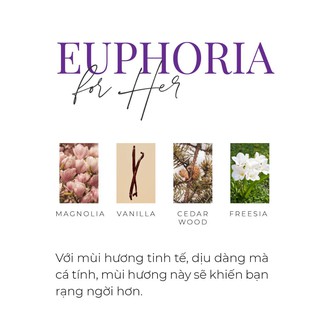 EUPHORIA
for Her
MAGNOLIA
VANILLA
CEDAR
WOOD
FREESIA
Với mùi hương tinh tế, dịu dàng mà
cá tính, mùi hương này sẽ khiến bạn
rạng ngời hơn.